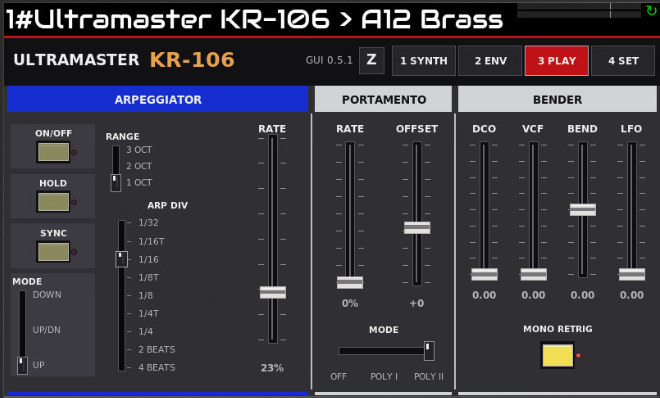 1#Ultramaster KR-106 > A12 Brass
ULTRAMASTER KR-106 GUI 0.5.1 Z 1 SYNTH 2 ENV 3 PLAY 4 SET
ARPEGGIATOR PORTAMENTO BENDER
ON/OFF
HOLD
SYNC
MODE
DOWN
UP/DN
UP
RANGE
3 OCT
2 OCT
1 OCT
ARP DIV
1/32
1/16T
1/16
1/8T
1/8
1/4T
1/4
2 BEATS
4 BEATS
RATE
23%
RATE OFFSET
0% +0
MODE
OFF POLY I POLY II
DCO VCF BEND LFO
0.00 0.00 0.00 0.00
MONO RETRIG